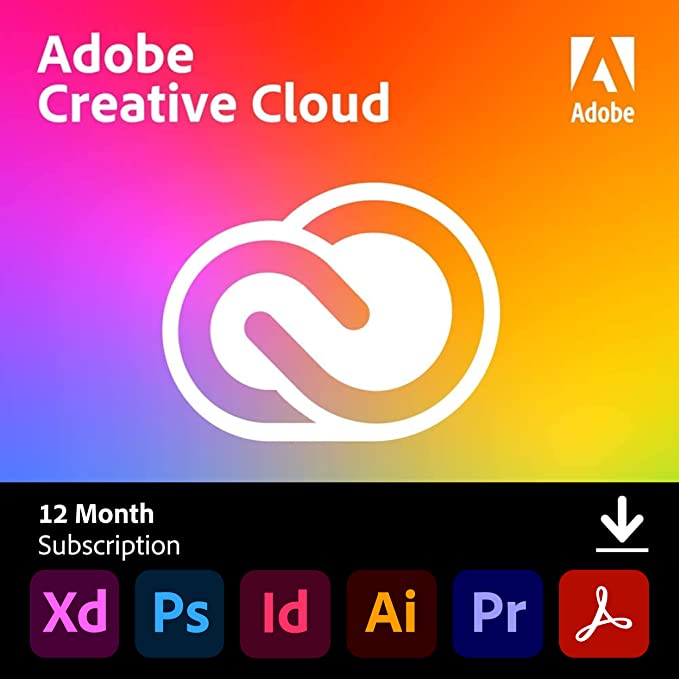 Adobe
Creative Cloud
Adobe
12 Month
Subscription
Xd Ps Id Ai Pr